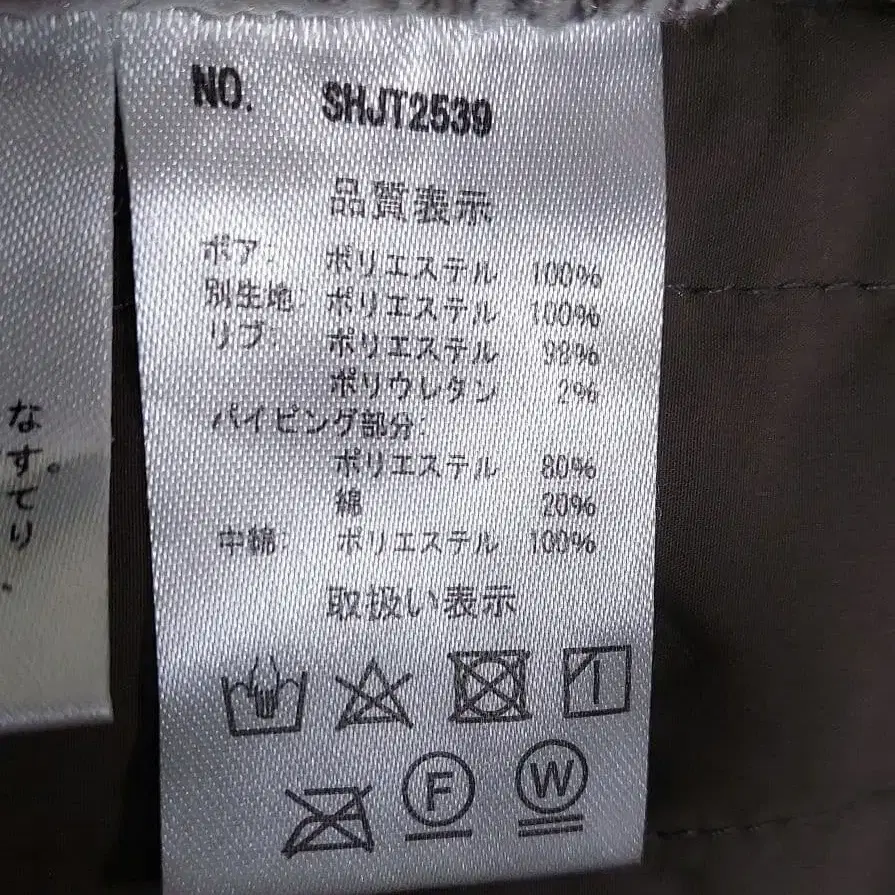 NO. SHJT2539
品質表示
ボア: ポリエステル 100%
別生地: ポリエステル 100%
リブ: ポリエステル 98%
ポリウレタン 2%
パイピング部分:
ポリエステル 80%
綿 20%
中綿: ポリエステル 100%
取扱い表示
F W
な
す。
て
り